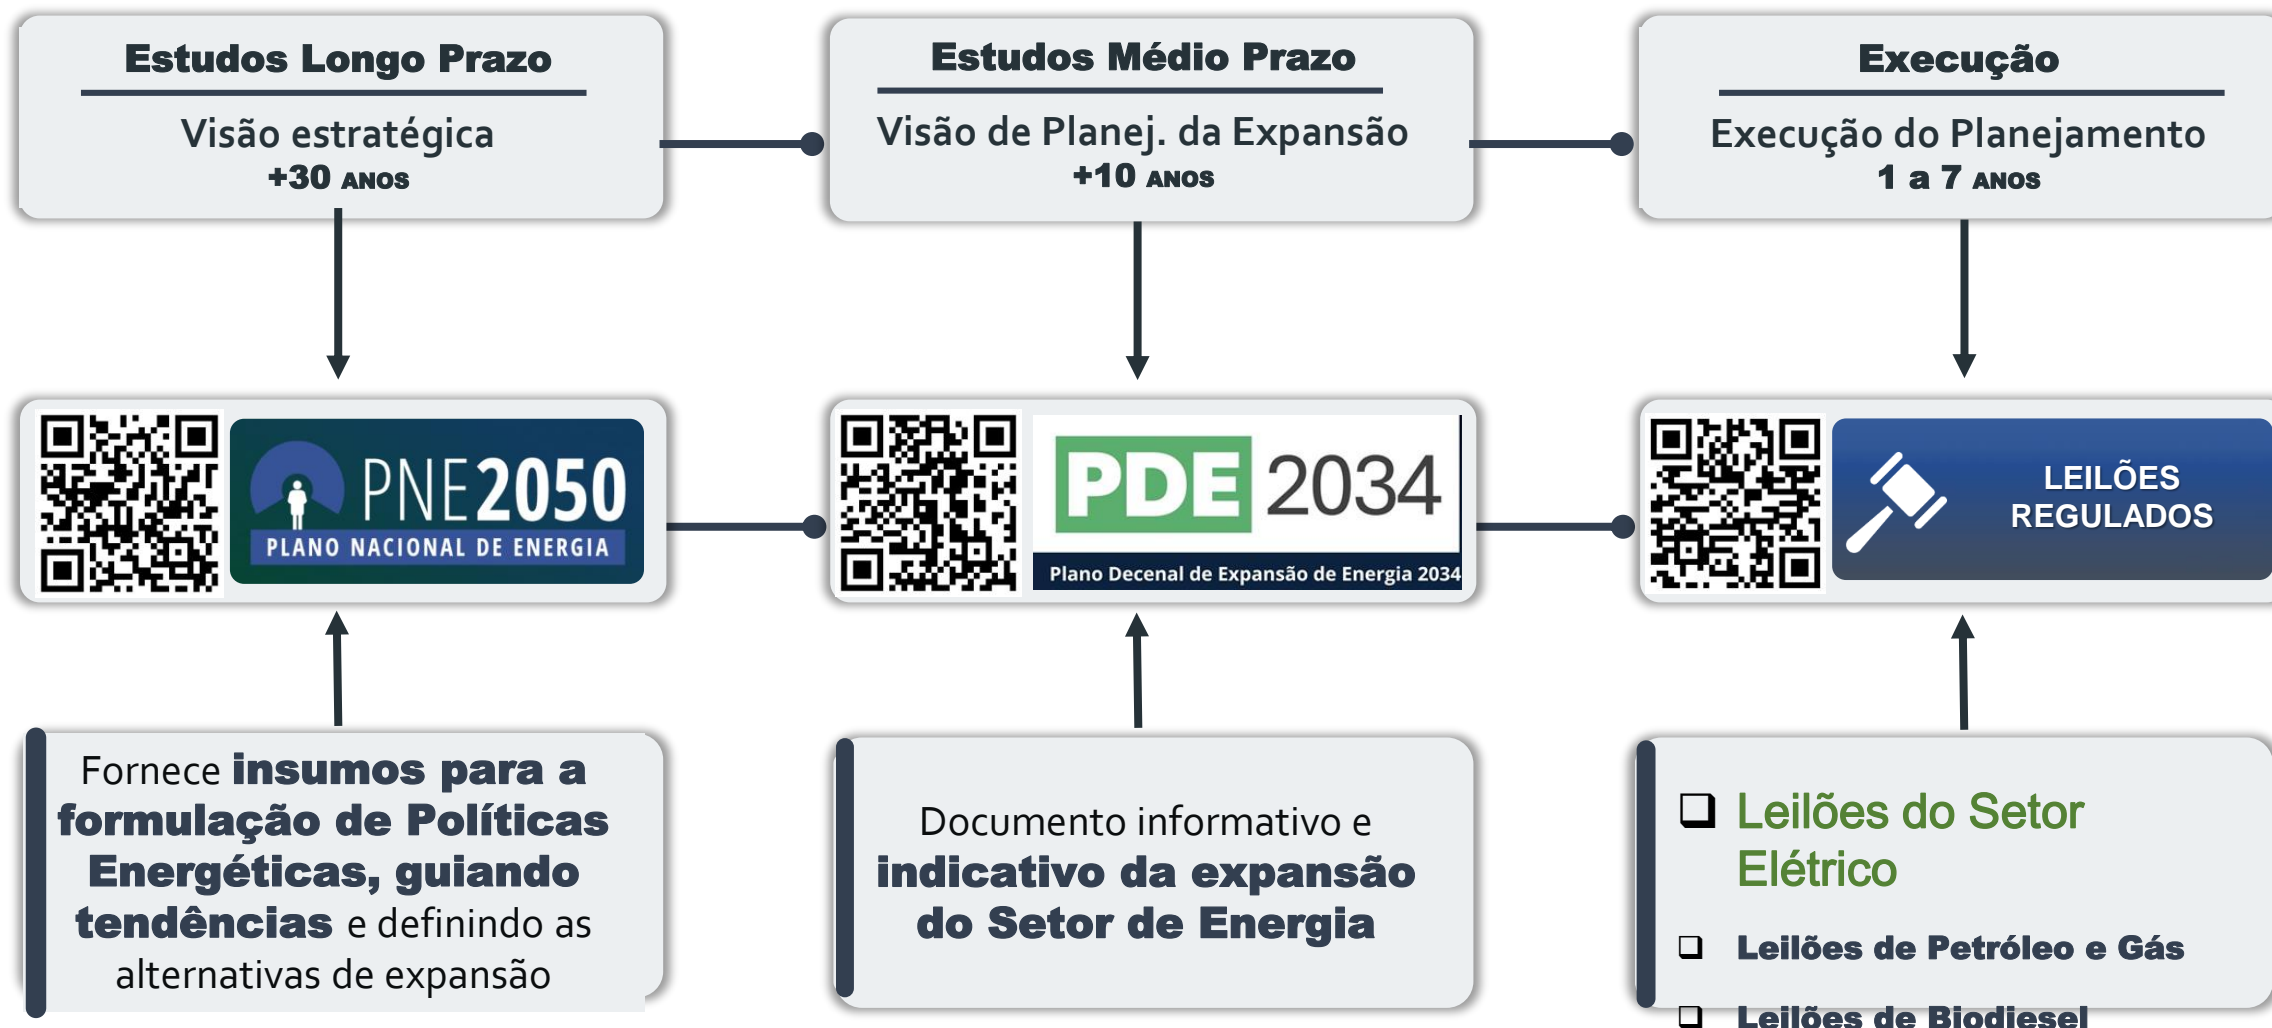 Estudos Longo Prazo
Visão estratégica
+30 ANOS
Estudos Médio Prazo
Visão de Planej. da Expansão
+10 ANOS
Execução
Execução do Planejamento
1 a 7 ANOS
PNE2050
PLANO NACIONAL DE ENERGIA
PDE 2034
Plano Decenal de Expansão de Energia 2034
LEILÕES
REGULADOS
Fornece insumos para a
formulação de Políticas
Energéticas, guiando
tendências e definindo as
alternativas de expansão
Documento informativo e
indicativo da expansão
do Setor de Energia
❑ Leilões do Setor
Elétrico
❑ Leilões de Petróleo e Gás
❑ Leilões de Biodiesel